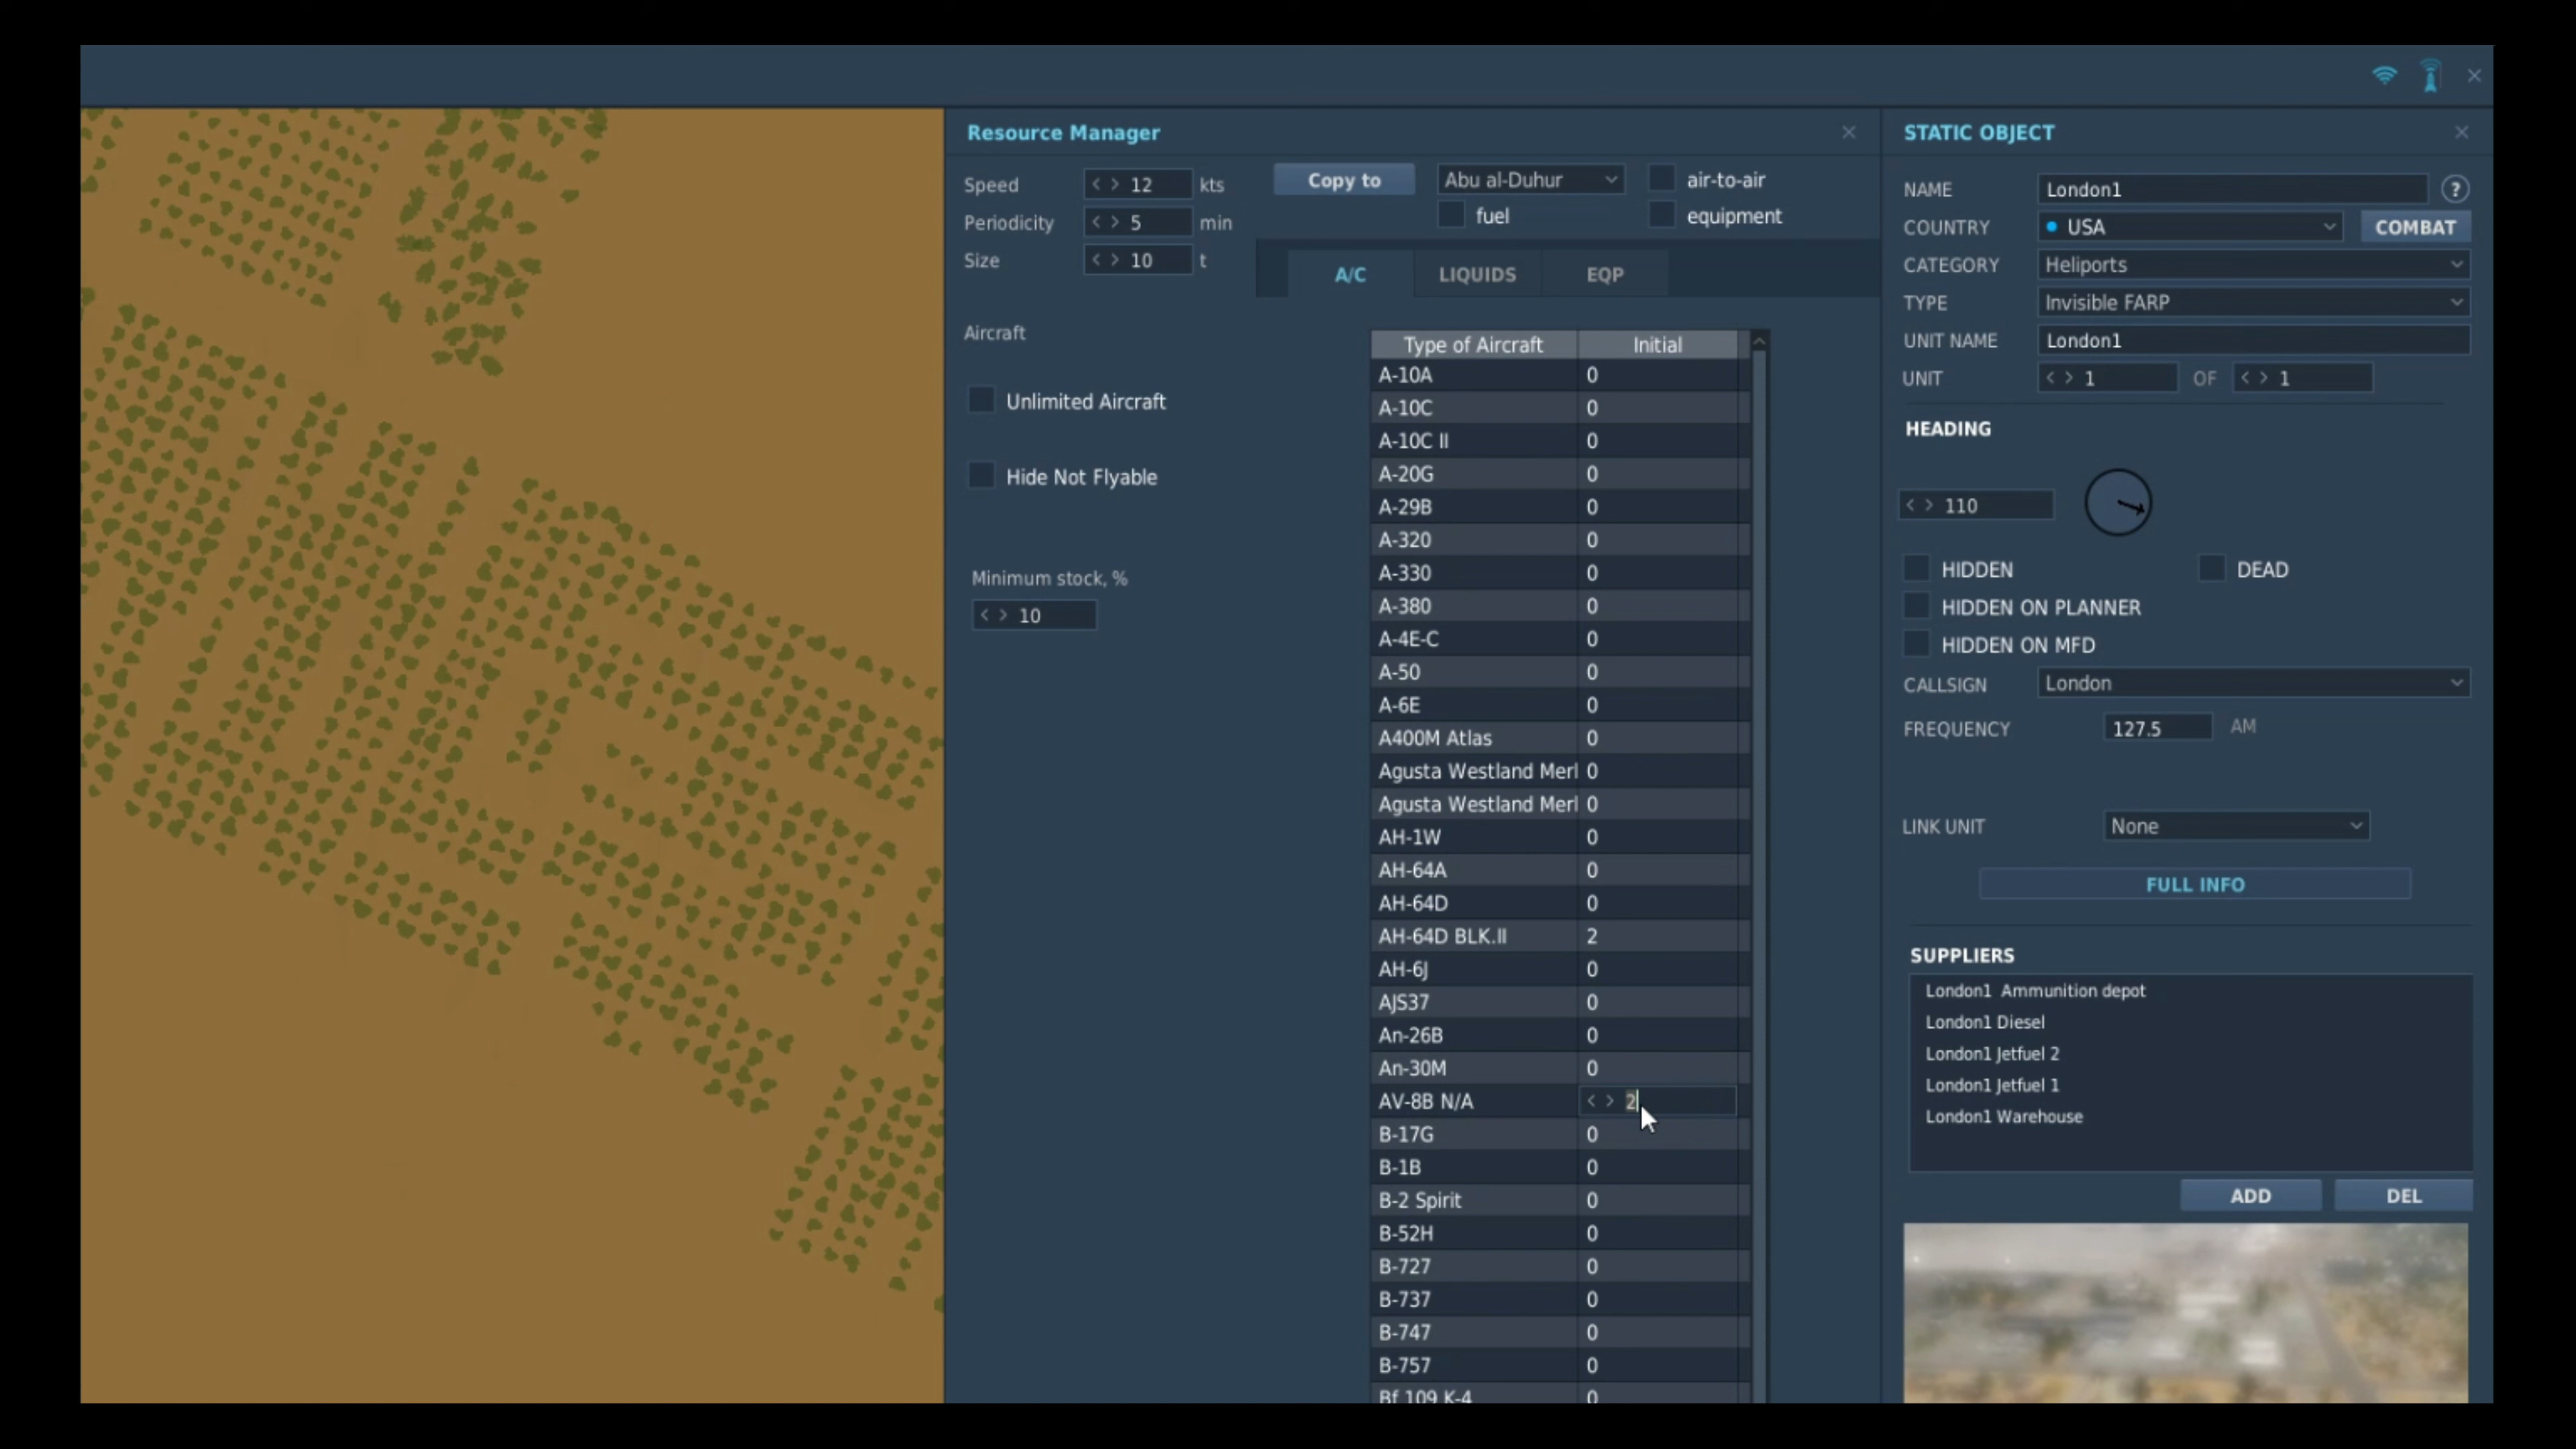 Resource Manager
Speed 12 kts
Periodicity 5 min
Size 10 t
Copy to Abu al-Duhur air-to-air
fuel equipment
A/C LIQUIDS EQP
Aircraft
Unlimited Aircraft
Hide Not Flyable
Minimum stock, %
10
Type of Aircraft Initial
A-10A 0
A-10C 0
A-10C II 0
A-20G 0
A-29B 0
A-320 0
A-330 0
A-380 0
A-4E-C 0
A-50 0
A-6E 0
A400M Atlas 0
Agusta Westland Merl 0
Agusta Westland Merl 0
AH-1W 0
AH-64A 0
AH-64D 0
AH-64D BLK.II 2
AH-6J 0
AJS37 0
An-26B 0
An-30M 0
AV-8B N/A 2
B-17G 0
B-1B 0
B-2 Spirit 0
B-52H 0
B-727 0
B-737 0
B-747 0
B-757 0
Bf 109 K-4 0
STATIC OBJECT
NAME London1 ?
COUNTRY USA COMBAT
CATEGORY Heliports
TYPE Invisible FARP
UNIT NAME London1
UNIT 1 OF 1
HEADING
110
HIDDEN DEAD
HIDDEN ON PLANNER
HIDDEN ON MFD
CALLSIGN London
FREQUENCY 127.5 AM
LINK UNIT None
FULL INFO
SUPPLIERS
London1 Ammunition depot
London1 Diesel
London1 Jetfuel 2
London1 Jetfuel 1
London1 Warehouse
ADD DEL